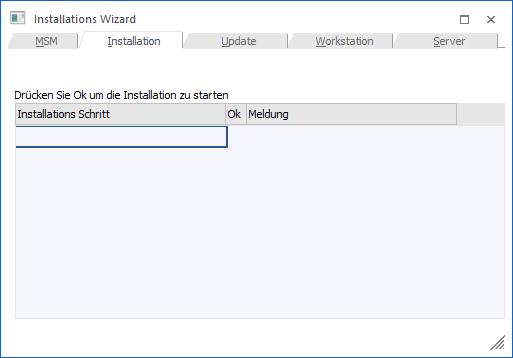 Installations Wizard
MSM Installation Update Workstation Server
Drücken Sie Ok um die Installation zu starten
Installations Schritt Ok Meldung